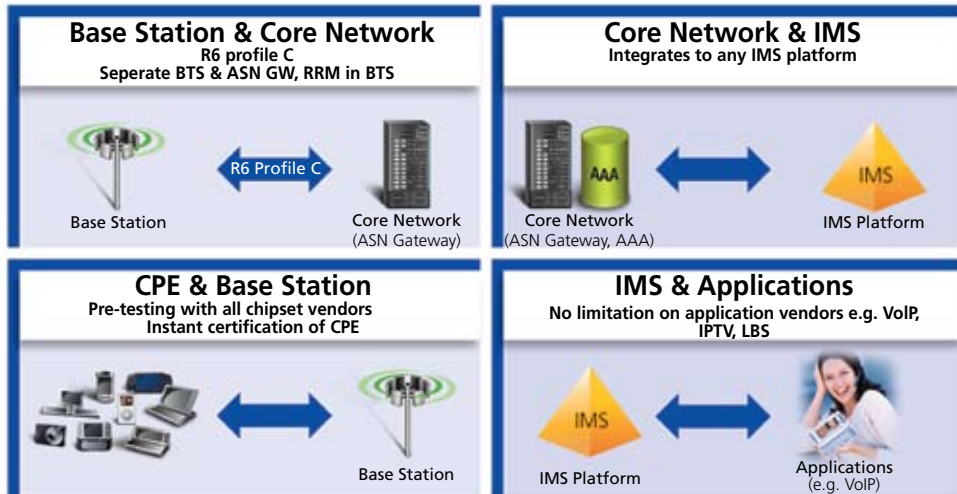 Base Station & Core Network
R6 profile C
Seperate BTS & ASN GW, RRM in BTS
R6 Profile C
Base Station
Core Network
(ASN Gateway)
Core Network & IMS
Integrates to any IMS platform
AAA
IMS
Core Network
(ASN Gateway, AAA)
IMS Platform
CPE & Base Station
Pre-testing with all chipset vendors
Instant certification of CPE
Base Station
IMS & Applications
No limitation on application vendors e.g. VoIP,
IPTV, LBS
IMS
IMS Platform
Applications
(e.g. VoIP)